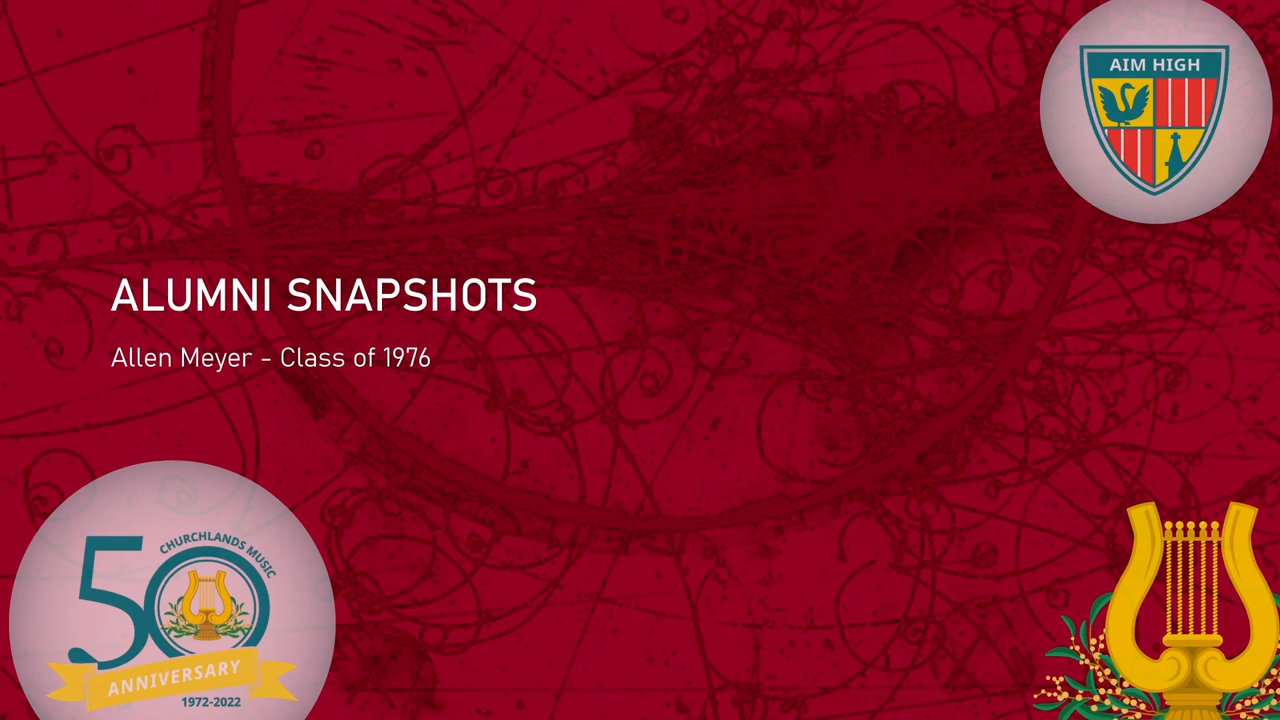 AIM HIGH
ALUMNI SNAPSHOTS
Allen Meyer - Class of 1976
50
CHURCHLANDS MUSIC
ANNIVERSARY
1972-2022